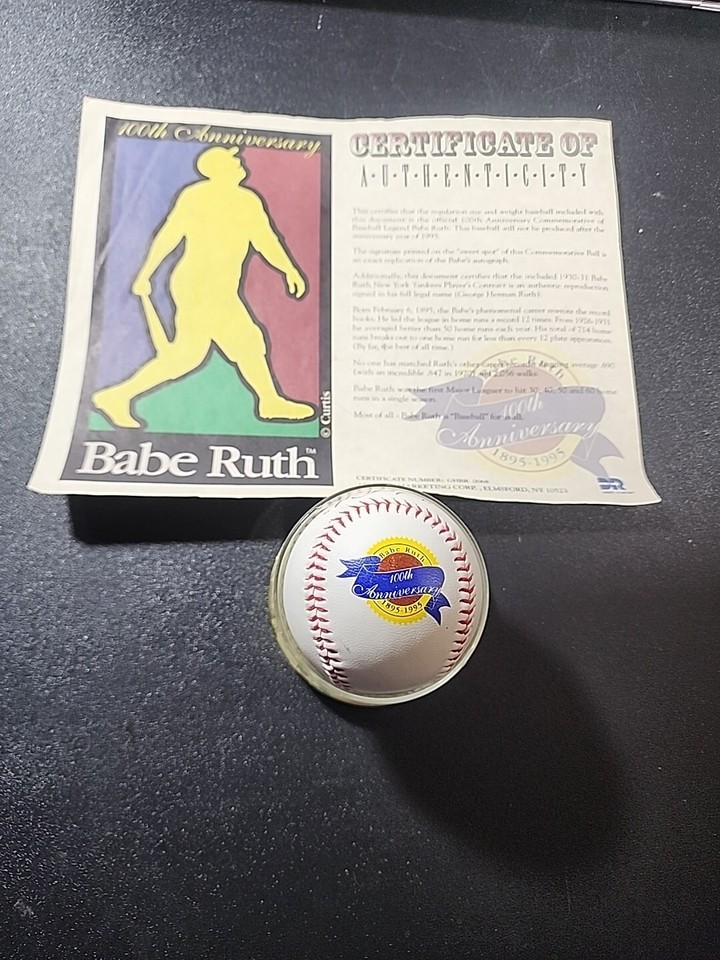 100th Anniversary
© Curtis
Babe Ruth™
CERTIFICATE OF
A·U·T·H·E·N·T·I·C·I·T·Y
This certifies that the regulation size and weight baseball included with
this document is the official 100th Anniversary Commemorative of
Baseball Legend Babe Ruth. This baseball will not be produced after the
anniversary year of 1995.
The signature printed on the "sweet spot" of this Commemorative Ball is
an exact replication of the Babe's autograph.
Additionally, this document certifies that the included 1930-31 Babe
Ruth New York Yankees Player's Contract is an authentic reproduction
signed in his full legal name (George Herman Ruth).
Born February 6, 1895, the Babe's phenomenal career rewrote the record
books. He led the league in home runs a record 12 times. From 1926-1931
he averaged better than 50 home runs each year. His total of 714 home
runs breaks out to one home run for less than every 12 plate appearances.
(By far, the best of all time.)
No one has matched Ruth's other career records: slugging average .690
(with an incredible .847 in 1920) and 2,056 walks.
Babe Ruth was the first Major Leaguer to hit 30, 40, 50 and 60 home
runs in a single season.
Most of all - Babe Ruth is "Baseball" for us all.
Babe Ruth
100th
Anniversary
1895-1995
CERTIFICATE NUMBER: GHBR
KEETING CORP., ELMSFORD, NY 10523
Babe Ruth
100th
Anniversary
1895-1995